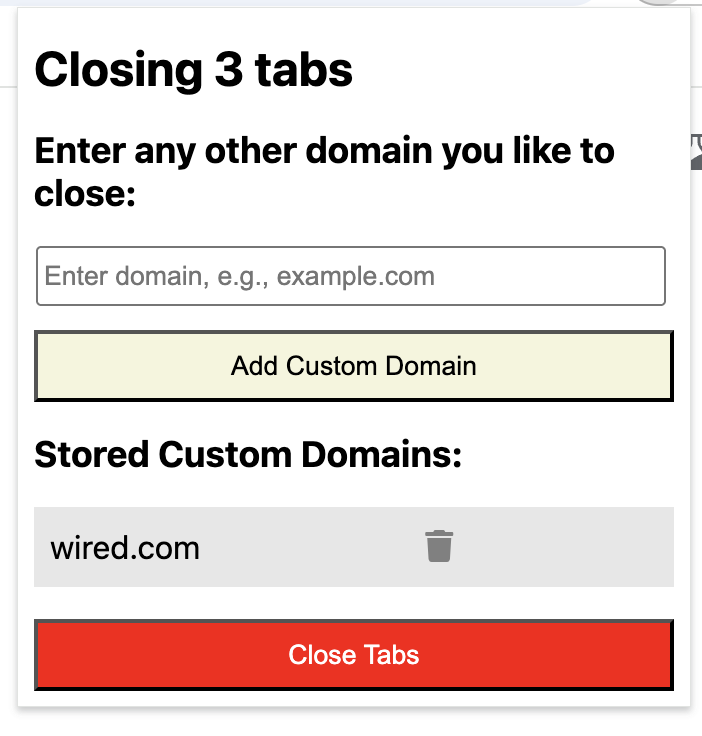 Closing 3 tabs
Enter any other domain you like to
close:
Enter domain, e.g., example.com
Add Custom Domain
Stored Custom Domains:
wired.com
Close Tabs